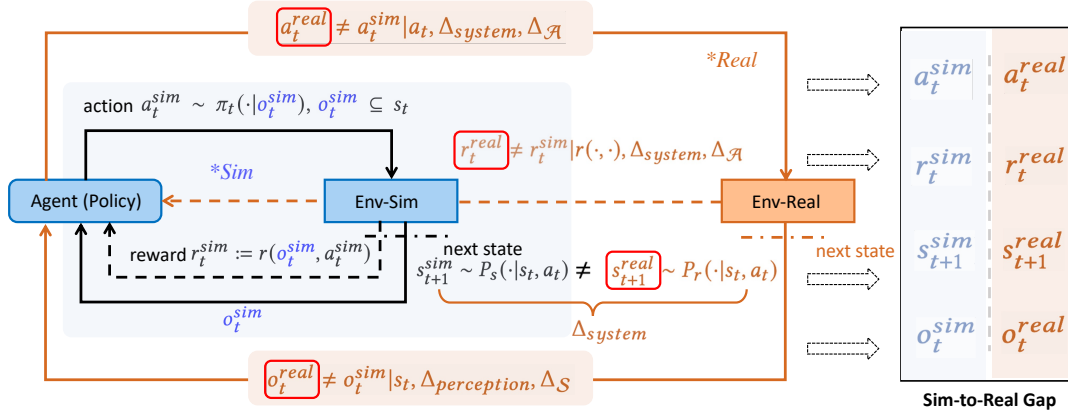 a_t^{real} ≠ a_t^{sim}|a_t, Δ_{system}, Δ_𝒜
*Real
action a_t^{sim} ∼ π_t(·|o_t^{sim}), o_t^{sim} ⊆ s_t
r_t^{real} ≠ r_t^{sim}|r(·,·), Δ_{system}, Δ_𝒜
*Sim
Agent (Policy)
Env-Sim
Env-Real
reward r_t^{sim} := r(o_t^{sim}, a_t^{sim})
next state
next state
s_{t+1}^{sim} ∼ P_s(·|s_t, a_t) ≠ s_{t+1}^{real} ∼ P_r(·|s_t, a_t)
o_t^{sim}
Δ_{system}
o_t^{real} ≠ o_t^{sim}|s_t, Δ_{perception}, Δ_𝒮
a_t^{sim} a_t^{real}
r_t^{sim} r_t^{real}
s_{t+1}^{sim} s_{t+1}^{real}
o_t^{sim} o_t^{real}
Sim-to-Real Gap